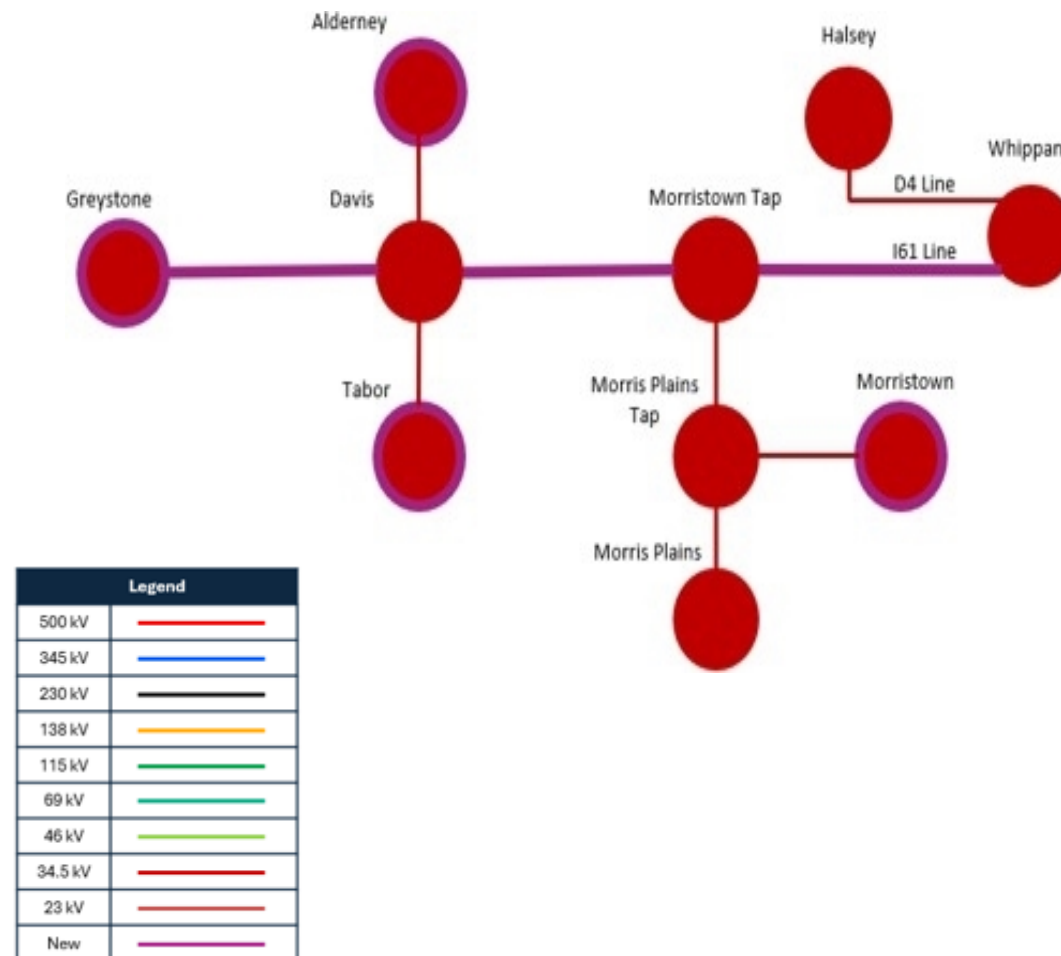 Alderney
Halsey
Whippan
Greystone
Davis
Morristown Tap
D4 Line
I61 Line
Tabor
Morris Plains
Tap
Morristown
Morris Plains
Legend
500 kV
345 kV
230 kV
138 kV
115 kV
69 kV
46 kV
34.5 kV
23 kV
New